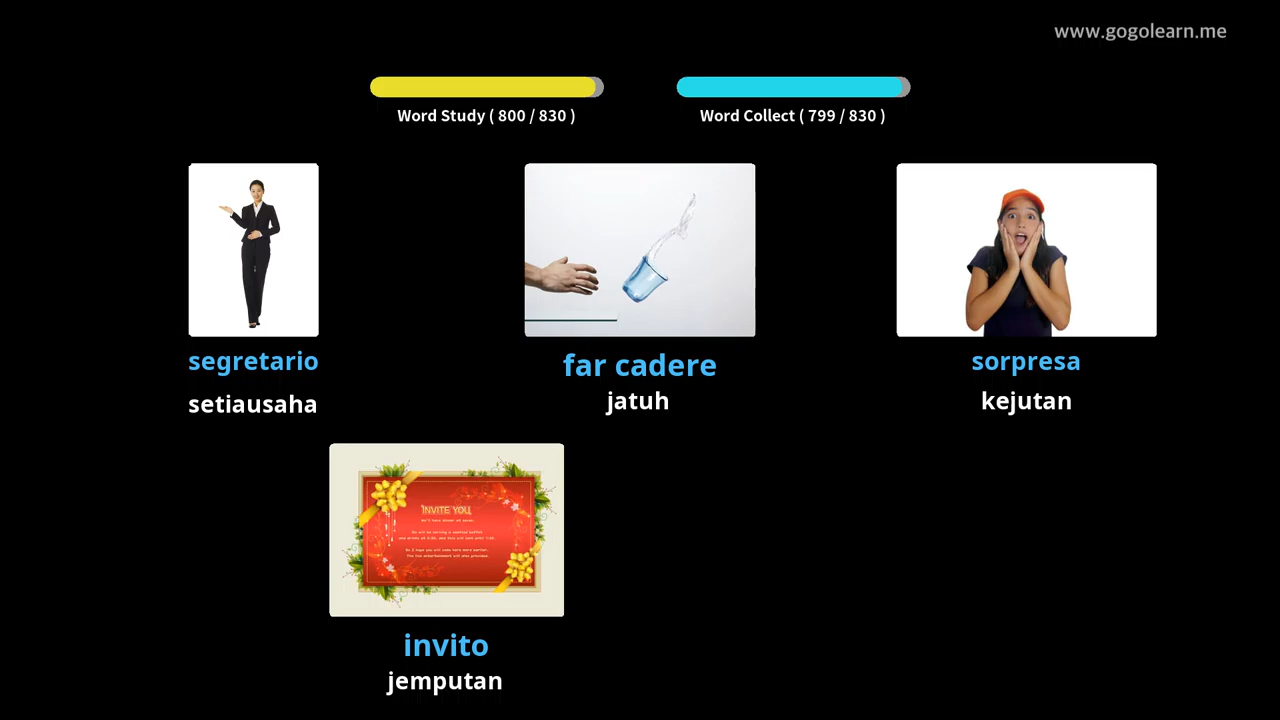 www.gogolearn.me
Word Study ( 800 / 830 )
Word Collect ( 799 / 830 )
segretario
setiausaha
far cadere
jatuh
sorpresa
kejutan
INVITE YOU
invito
jemputan